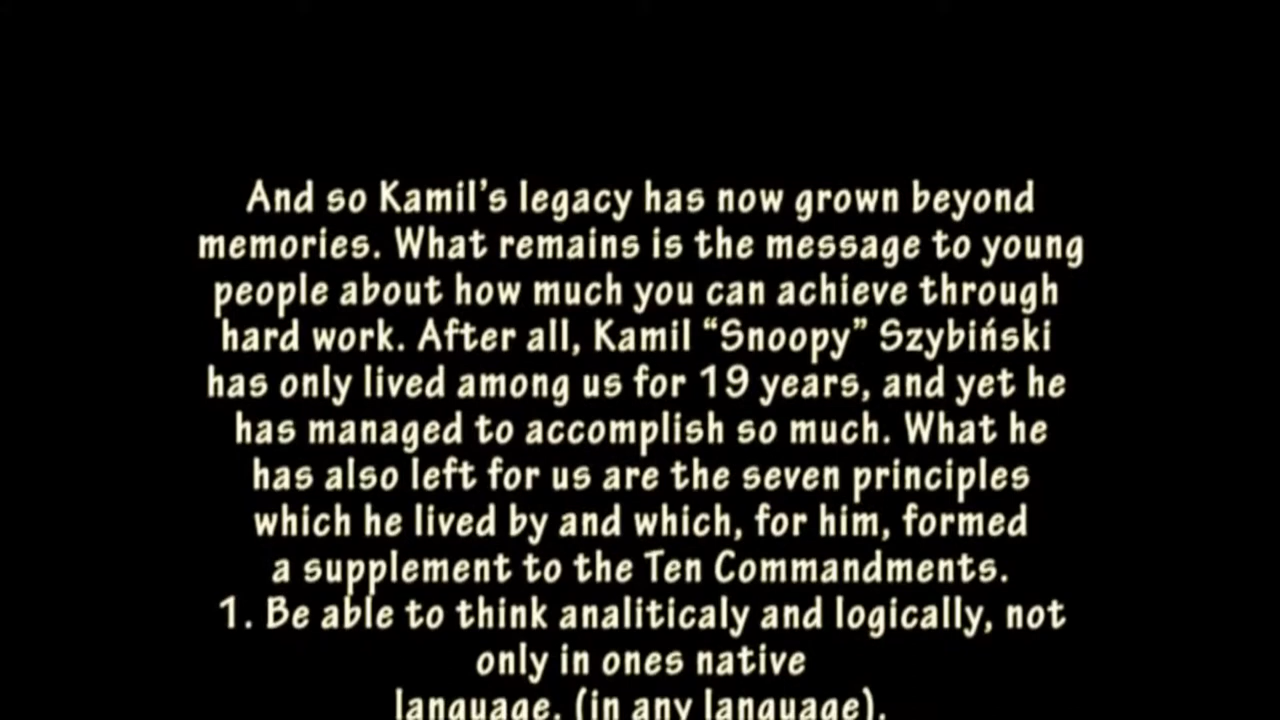 And so Kamil’s legacy has now grown beyond
memories. What remains is the message to young
people about how much you can achieve through
hard work. After all, Kamil “Snoopy” Szybiński
has only lived among us for 19 years, and yet he
has managed to accomplish so much. What he
has also left for us are the seven principles
which he lived by and which, for him, formed
a supplement to the Ten Commandments.
1. Be able to think analiticaly and logically, not
only in ones native
language. (in any language).